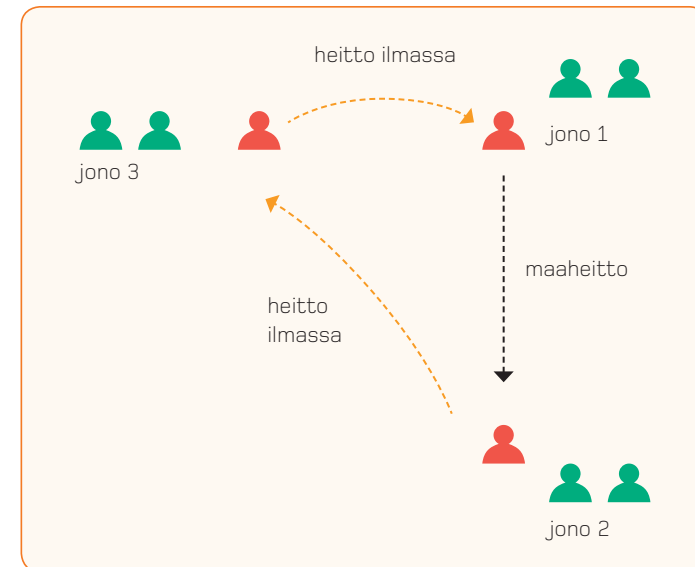 heitto ilmassa
jono 1
jono 3
maaheitto
heitto
ilmassa
jono 2